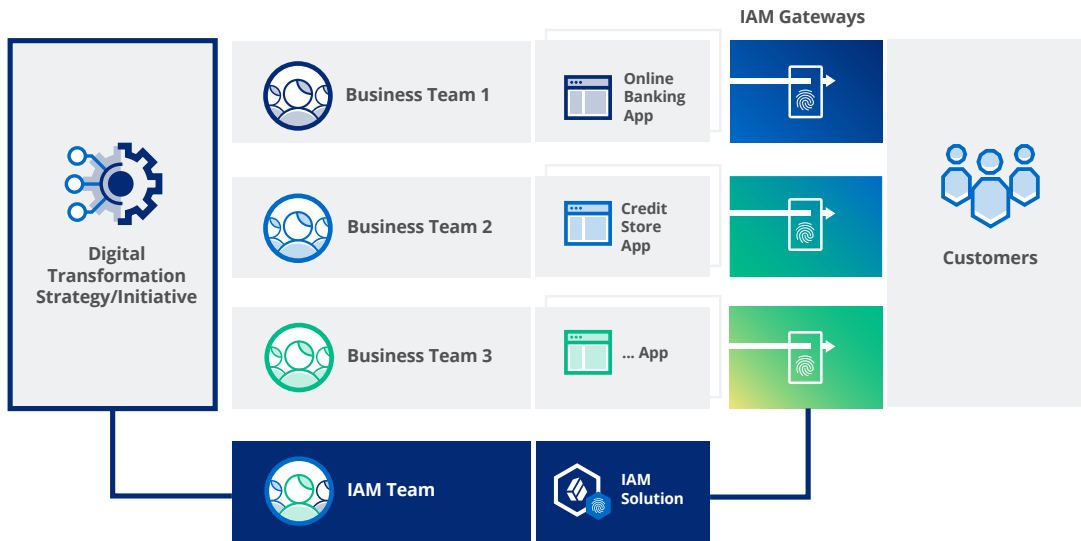 IAM Gateways
Business Team 1
Online
Banking
App
Digital
Transformation
Strategy/Initiative
Business Team 2
Credit
Store
App
Customers
Business Team 3
... App
IAM Team
IAM
Solution